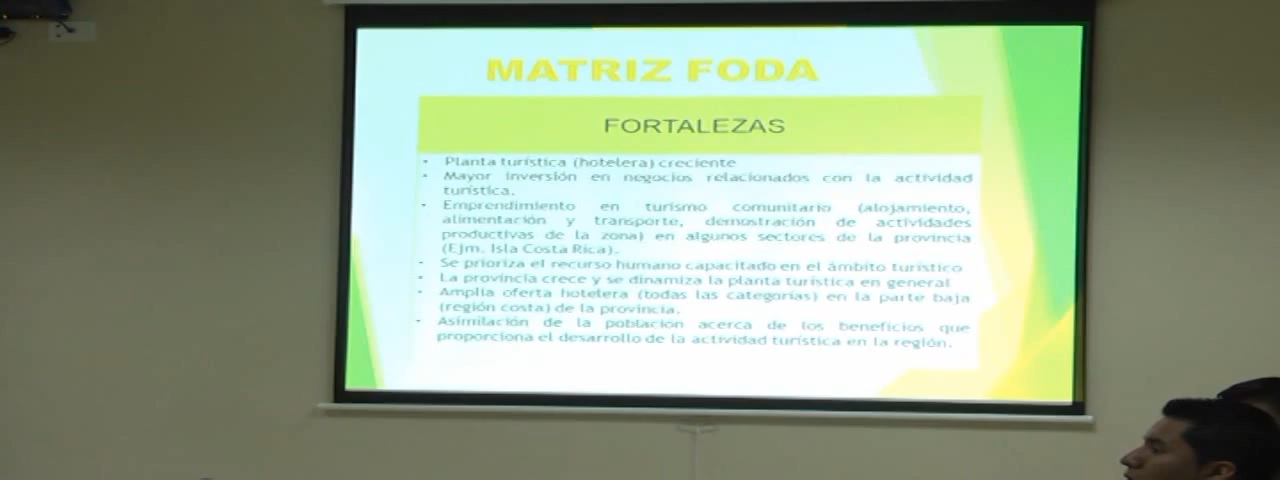 MATRIZ FODA
FORTALEZAS
• Planta turística (hotelera) creciente
• Mayor inversión en negocios relacionados con la actividad
turística.
• Emprendimiento en turismo comunitario (alojamiento,
alimentación y transporte, demostración de actividades
productivas de la zona) en algunos sectores de la provincia
(Ejm. Isla Costa Rica).
• Se prioriza el recurso humano capacitado en el ámbito turístico
• La provincia crece y se dinamiza la planta turística en general
• Amplia oferta hotelera (todas las categorías) en la parte baja
(región costa) de la provincia.
• Asimilación de la población acerca de los beneficios que
proporciona el desarrollo de la actividad turística en la región.